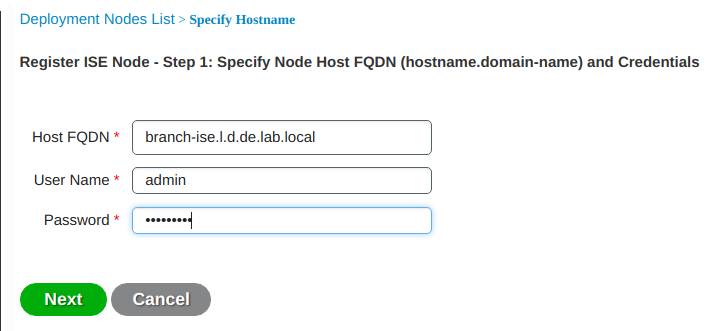 Deployment Nodes List > Specify Hostname
Register ISE Node - Step 1: Specify Node Host FQDN (hostname.domain-name) and Credentials
Host FQDN * branch-ise.l.d.de.lab.local
User Name * admin
Password * •••••••••
Next Cancel